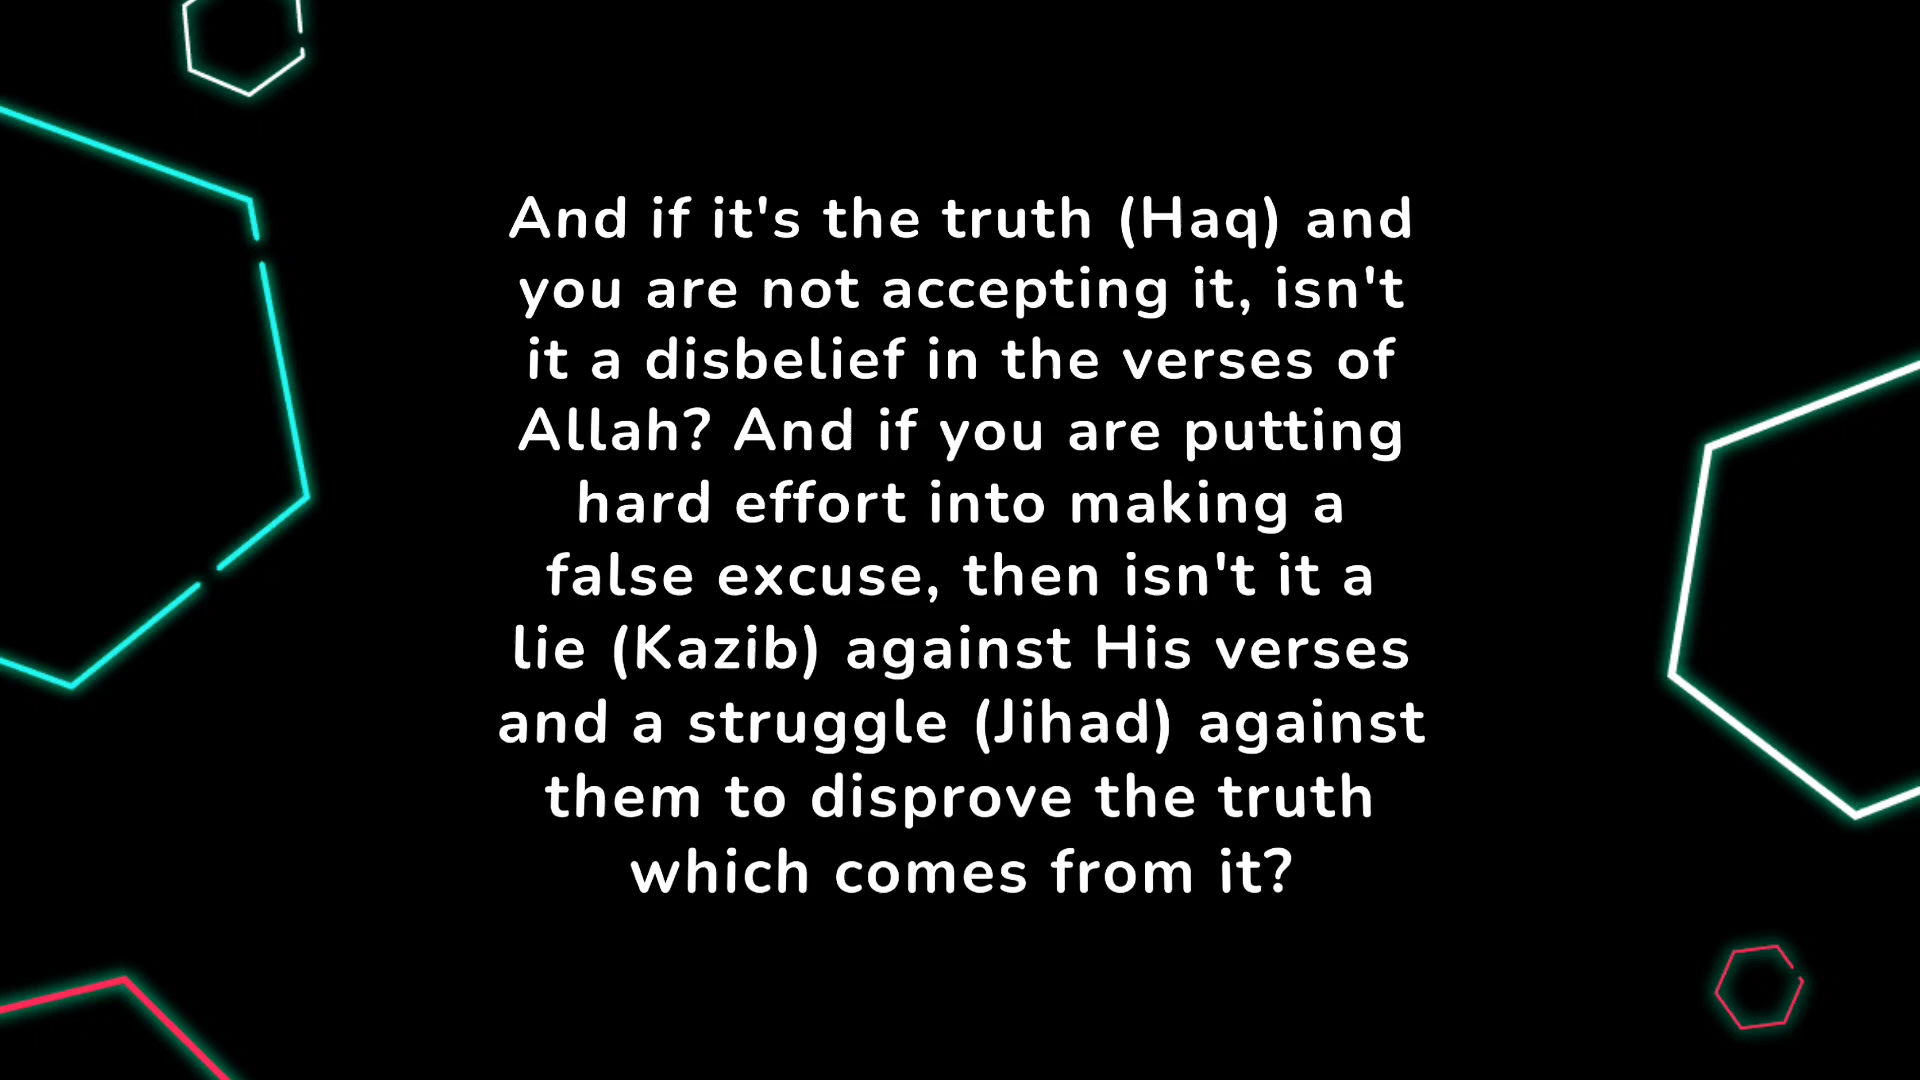 And if it's the truth (Haq) and
you are not accepting it, isn't
it a disbelief in the verses of
Allah? And if you are putting
hard effort into making a
false excuse, then isn't it a
lie (Kazib) against His verses
and a struggle (Jihad) against
them to disprove the truth
which comes from it?